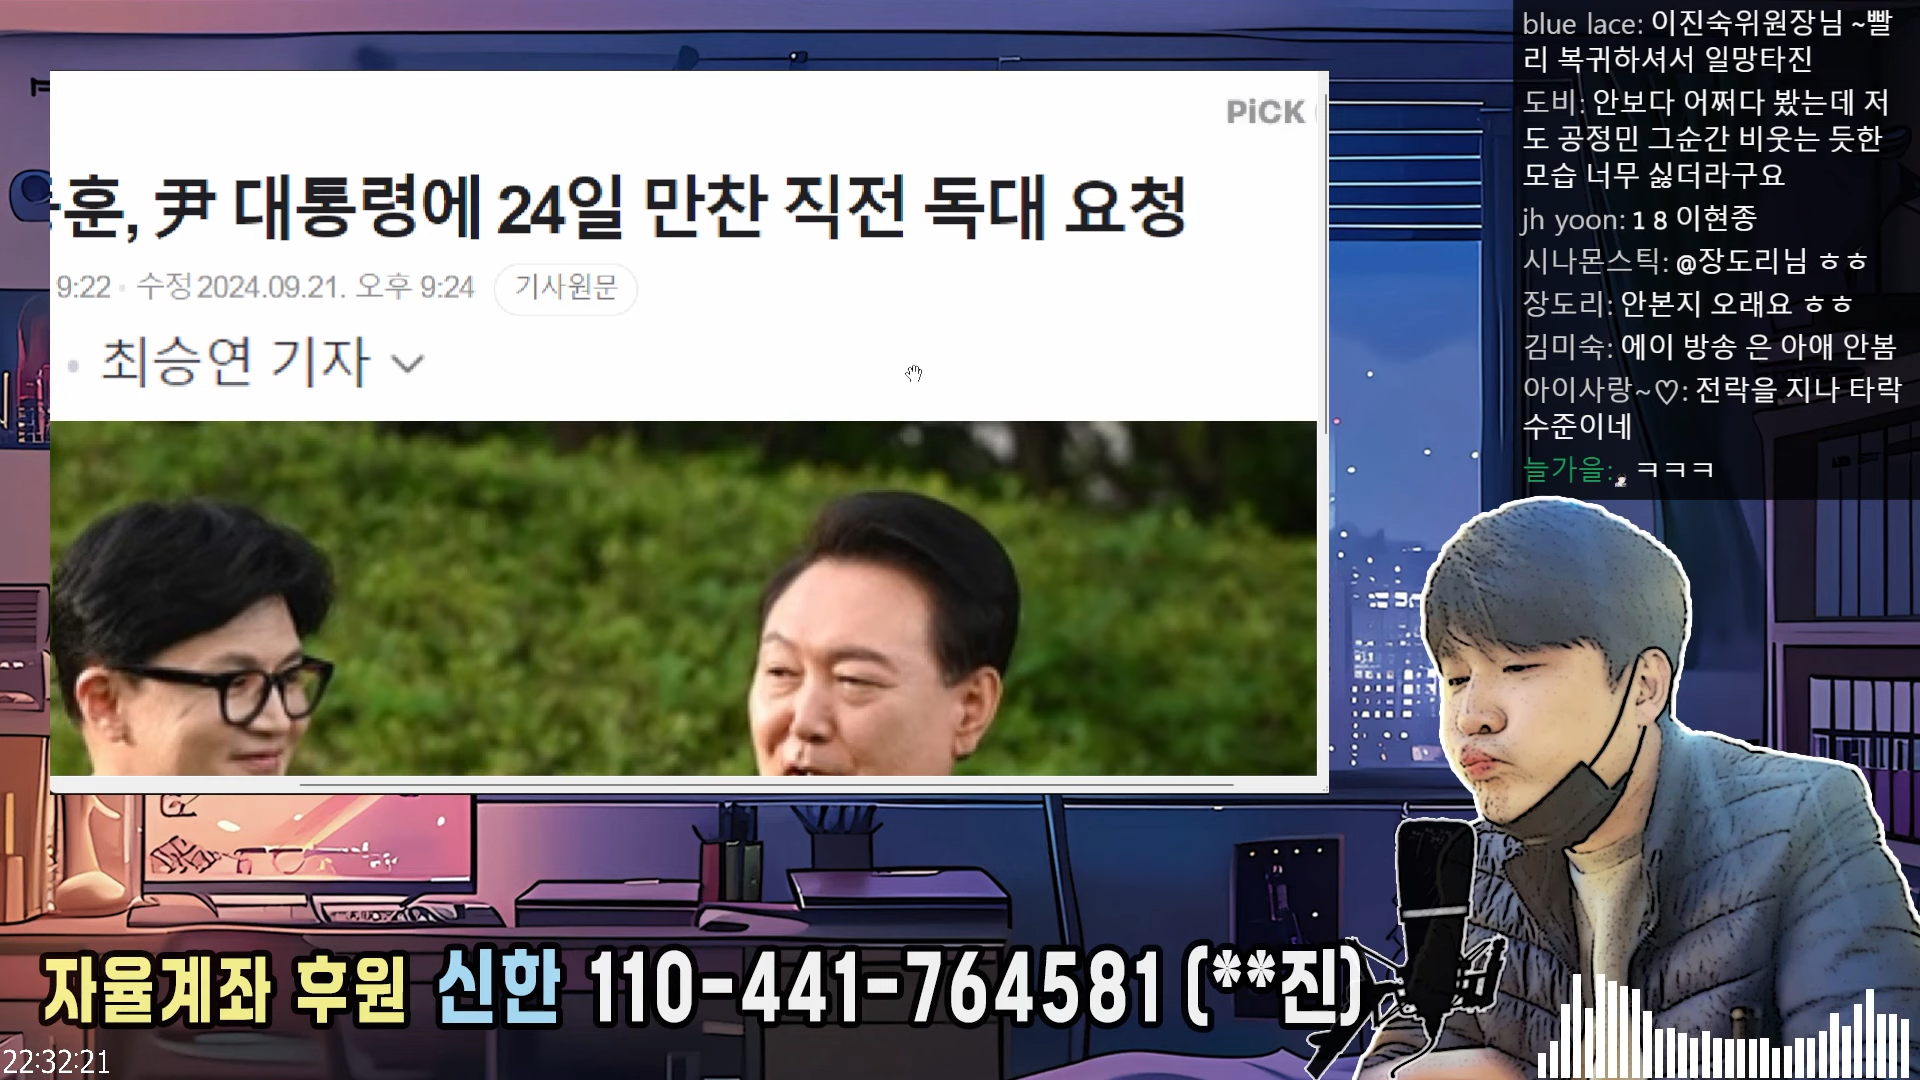 PiCK
훈, 尹 대통령에 24일 만찬 직전 독대 요청
9:22 · 수정 2024.09.21. 오후 9:24 기사원문
• 최승연 기자
blue lace: 이진숙위원장님 ~빨
리 복귀하셔서 일망타진
도비: 안보다 어쩌다 봤는데 저
도 공정민 그순간 비웃는 듯한
모습 너무 싫더라구요
jh yoon: 1 8 이현종
시나몬스틱: @장도리님 ㅎㅎ
장도리: 안본지 오래요 ㅎㅎ
김미숙: 에이 방송 은 아애 안봄
아이사랑~♡: 전락을 지나 타락
수준이네
늘가을: ㅋㅋㅋ
자율계좌 후원 신한 110-441-764581 (**진)
22:32:21